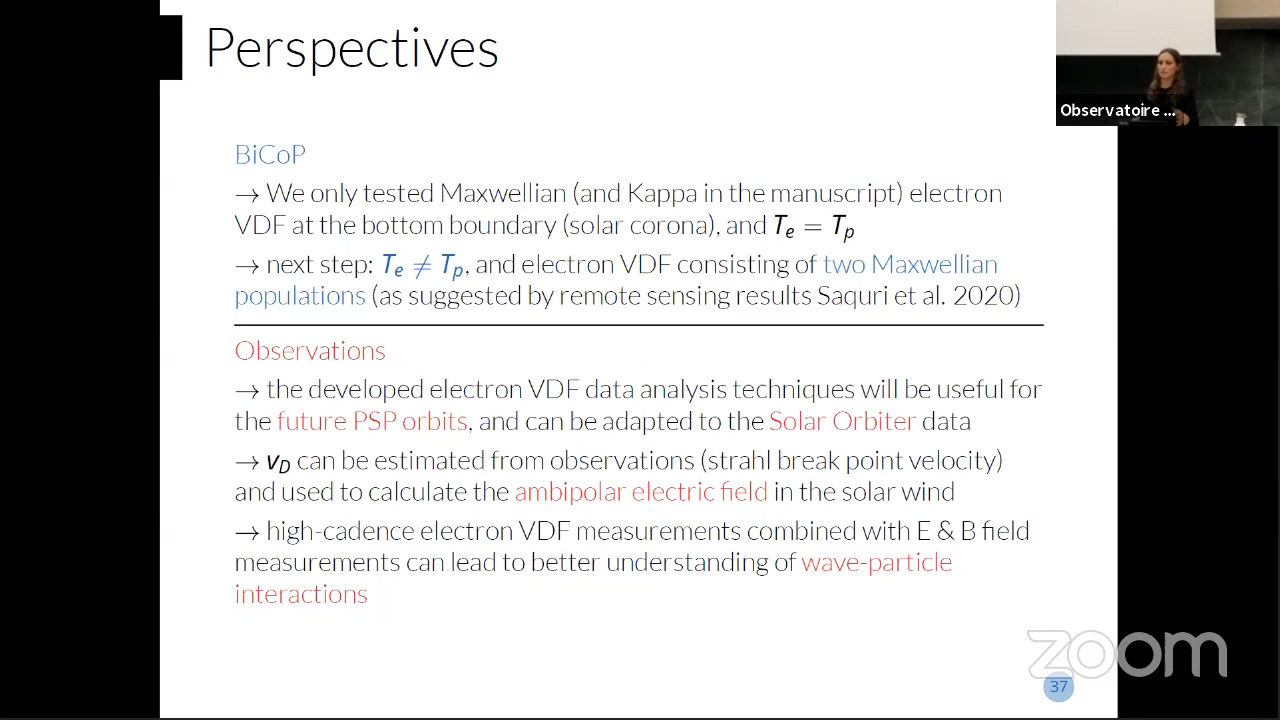 Perspectives
Observatoire ...
BiCoP
→ We only tested Maxwellian (and Kappa in the manuscript) electron
VDF at the bottom boundary (solar corona), and Te = Tp
→ next step: Te ≠ Tp, and electron VDF consisting of two Maxwellian
populations (as suggested by remote sensing results Saquri et al. 2020)
Observations
→ the developed electron VDF data analysis techniques will be useful for
the future PSP orbits, and can be adapted to the Solar Orbiter data
→ vD can be estimated from observations (strahl break point velocity)
and used to calculate the ambipolar electric field in the solar wind
→ high-cadence electron VDF measurements combined with E & B field
measurements can lead to better understanding of wave-particle
interactions
zoom
37